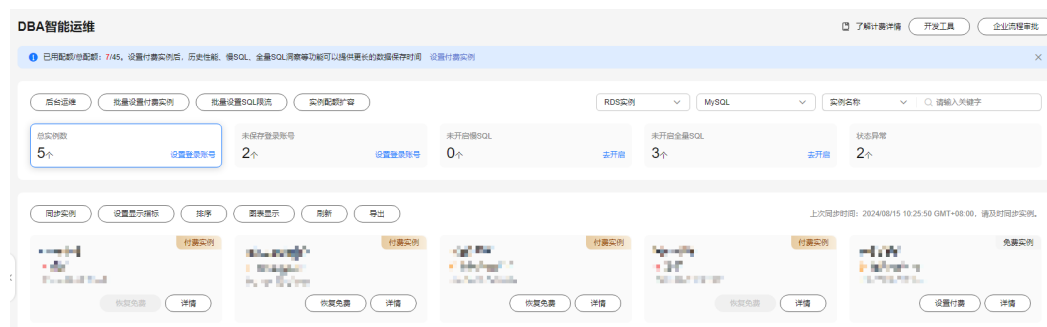 DBA智能运维
了解计费详情 开发工具 企业流程审批
已用配额/总配额：7/45。设置付费实例后，历史性能、慢SQL、全量SQL洞察等功能可以提供更长的数据保存时间 设置付费实例
后台运维 批量设置付费实例 批量设置SQL限流 实例配额扩容 RDS实例 MySQL 实例名称 请输入关键字
总实例数 未保存登录账号 未开启慢SQL 未开启全量SQL 状态异常
5个 设置登录账号 2个 设置登录账号 0个 去开启 3个 去开启 2个
同步实例 设置显示指标 排序 图表显示 刷新 导出 上次同步时间：2024/08/15 10:25:50 GMT+08:00，请及时同步实例。
付费实例 付费实例 付费实例 付费实例 免费实例
恢复免费 详情 恢复免费 详情 恢复免费 详情 恢复免费 详情 设置付费 详情